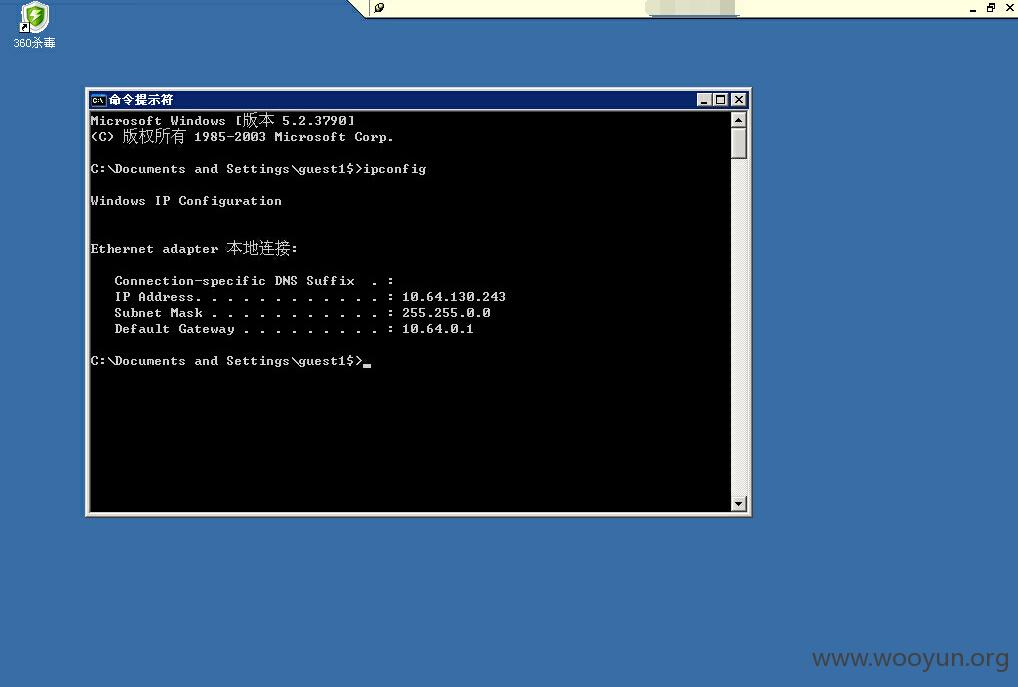 360杀毒
命令提示符
Microsoft Windows [版本 5.2.3790]
(C) 版权所有 1985-2003 Microsoft Corp.
C:\Documents and Settings\guest1$>ipconfig
Windows IP Configuration
Ethernet adapter 本地连接:
Connection-specific DNS Suffix  . :
IP Address. . . . . . . . . . . . : 10.64.130.243
Subnet Mask . . . . . . . . . . . : 255.255.0.0
Default Gateway . . . . . . . . . : 10.64.0.1
C:\Documents and Settings\guest1$>
www.wooyun.org